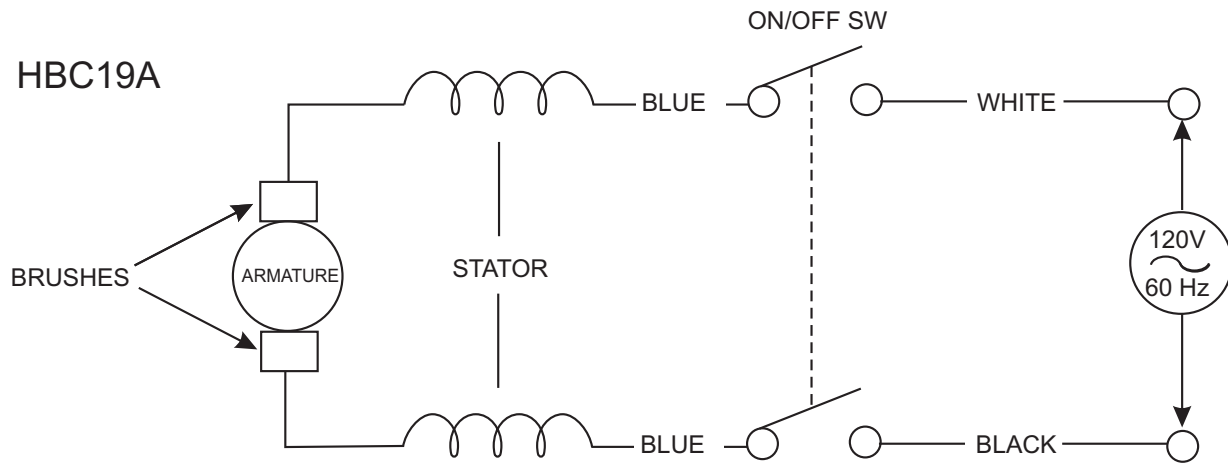 ON/OFF SW
HBC19A
BLUE
WHITE
120V
60 Hz
BRUSHES
ARMATURE
STATOR
BLUE
BLACK